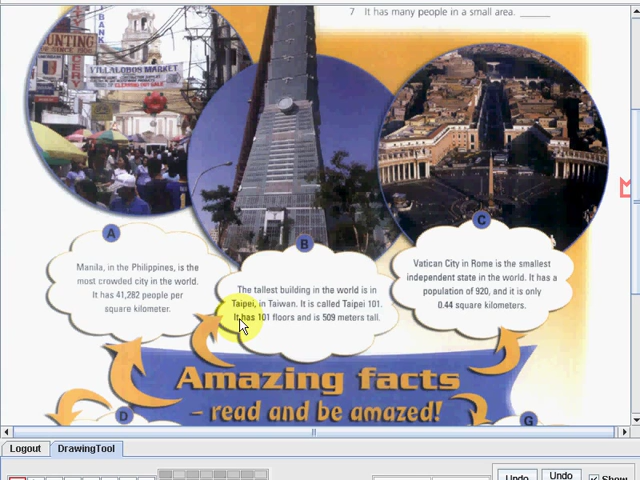 7 It has many people in a small area. ____
BANK
VILLALOBOS MARKET
A
Manila, in the Philippines, is the
most crowded city in the world.
It has 41,282 people per
square kilometer.
B
The tallest building in the world is in
Taipei, in Taiwan. It is called Taipei 101.
It has 101 floors and is 509 meters tall.
C
Vatican City in Rome is the smallest
independent state in the world. It has a
population of 920, and it is only
0.44 square kilometers.
Amazing facts
– read and be amazed!
D
G
Logout
DrawingTool
Undo
Undo
Show